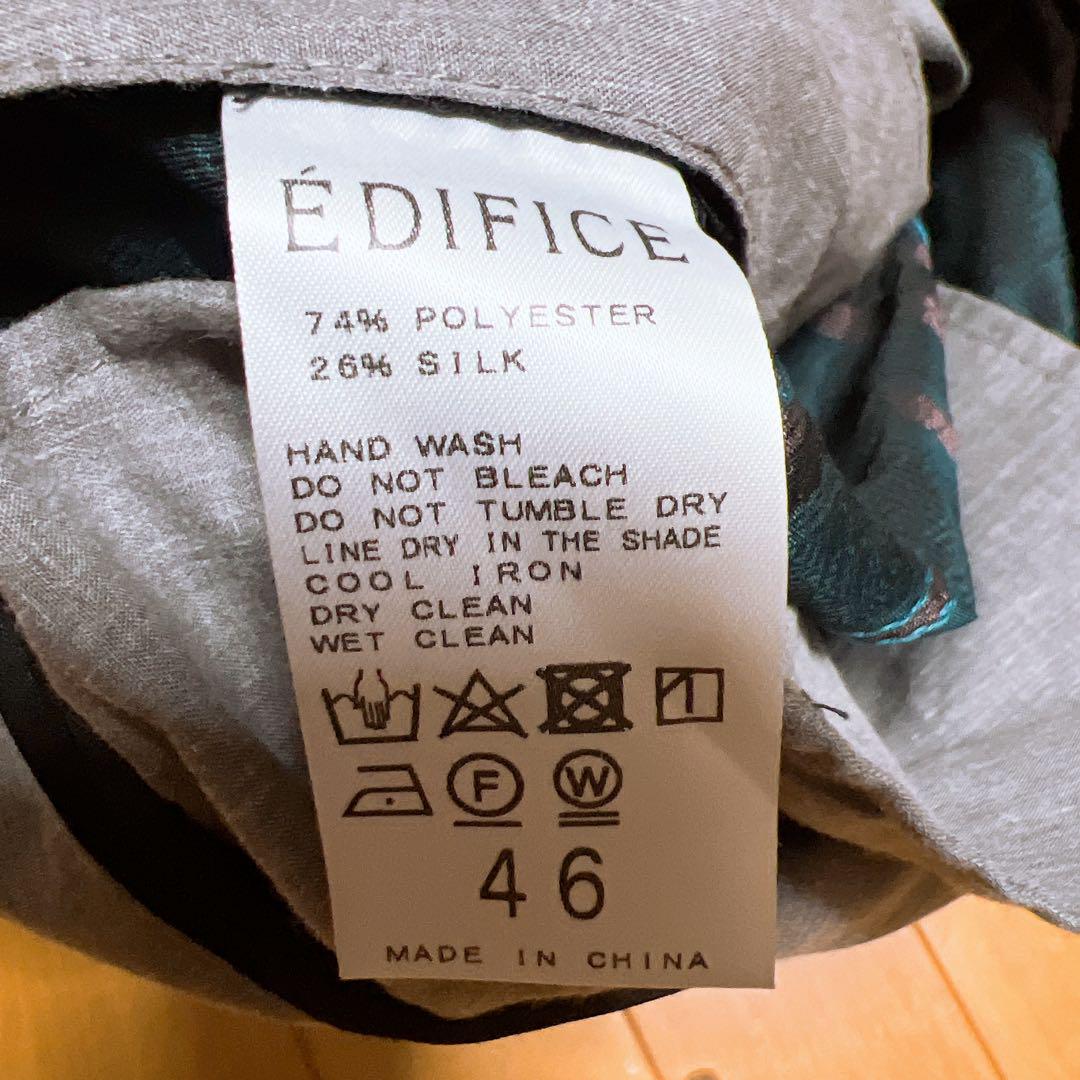 ÉDIFICE
74% POLYESTER
26% SILK
HAND WASH
DO NOT BLEACH
DO NOT TUMBLE DRY
LINE DRY IN THE SHADE
COOL IRON
DRY CLEAN
WET CLEAN
F W
46
MADE IN CHINA